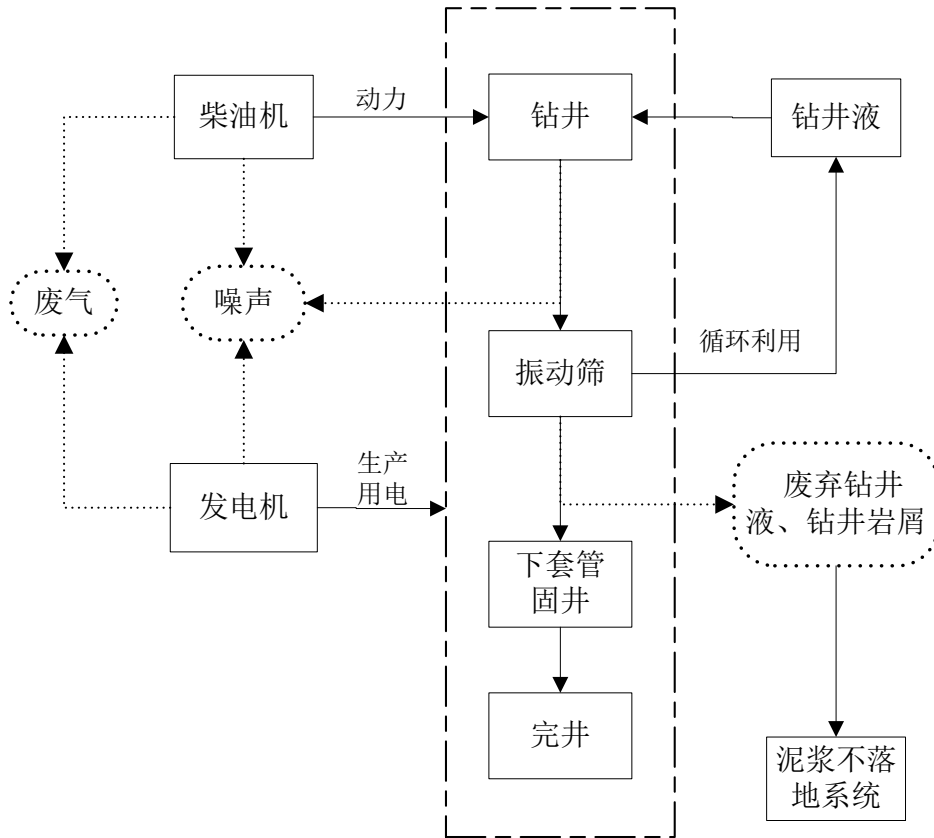 柴油机
动力
钻井
钻井液
废气
噪声
振动筛
循环利用
发电机
生产
用电
废弃钻井
液、钻井岩屑
下套管
固井
完井
泥浆不落
地系统